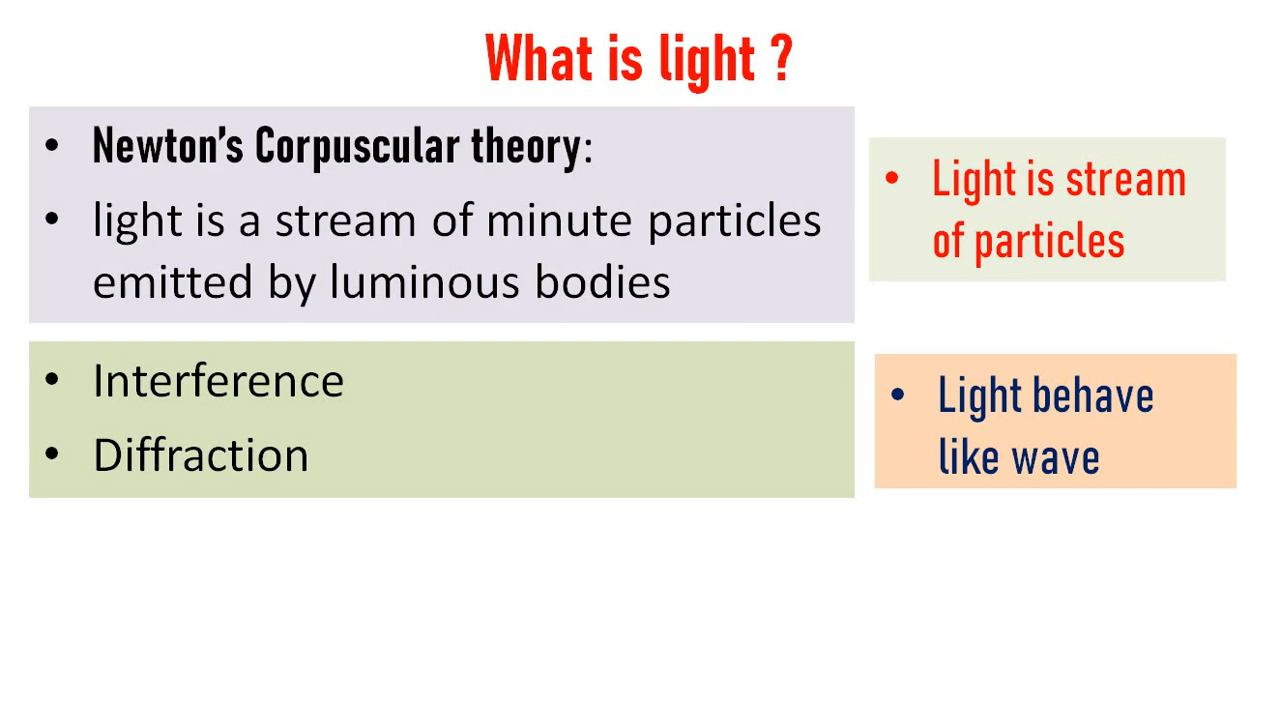 What is light ?
• Newton's Corpuscular theory:
• light is a stream of minute particles
emitted by luminous bodies
• Light is stream
of particles
• Interference
• Diffraction
• Light behave
like wave